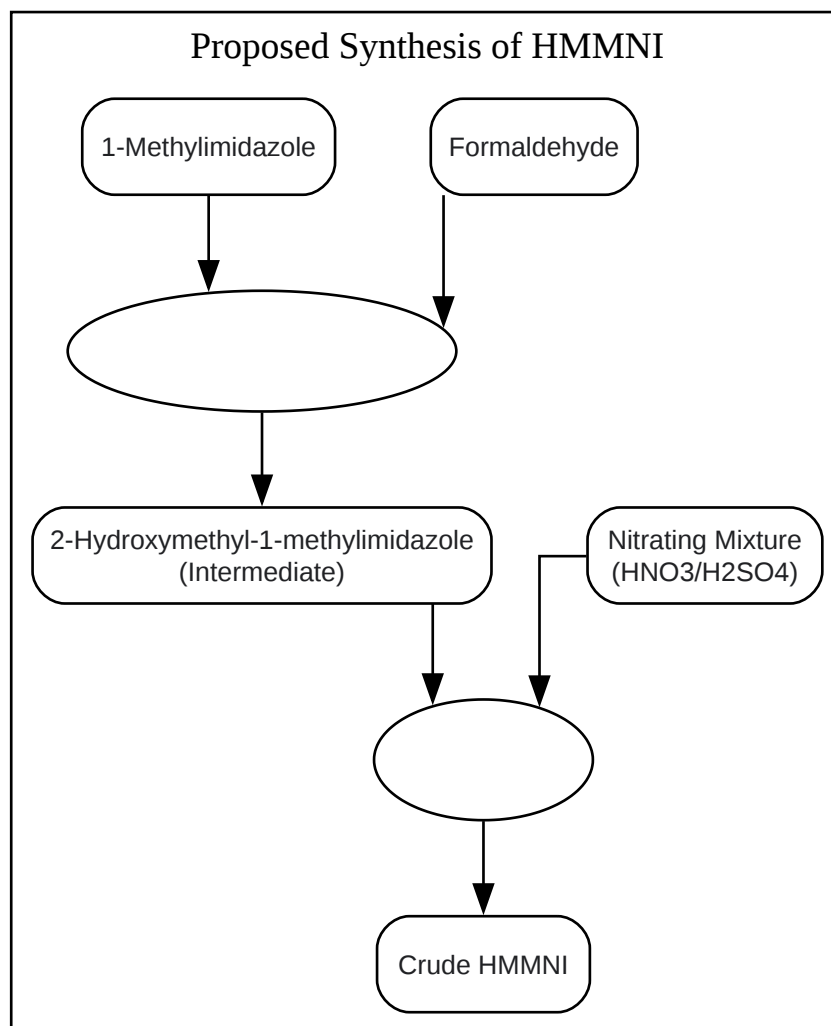 Proposed Synthesis of HMMNI
1-Methylimidazole
Formaldehyde
2-Hydroxymethyl-1-methylimidazole
(Intermediate)
Nitrating Mixture
(HNO3/H2SO4)
Crude HMMNI